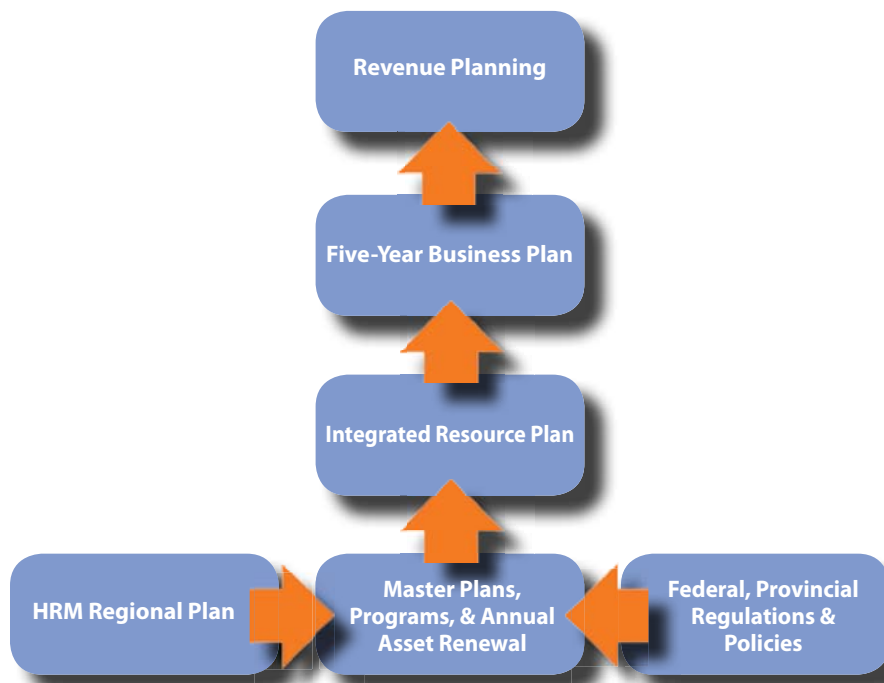 Revenue Planning
Five-Year Business Plan
Integrated Resource Plan
HRM Regional Plan
Master Plans,
Programs, & Annual
Asset Renewal
Federal, Provincial
Regulations &
Policies